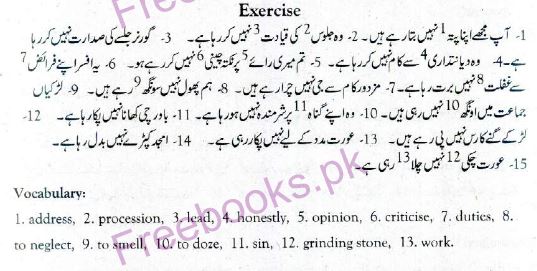 Exercise
1- آپ مجھے اپنا پتہ 1 نہیں بتا رہے ہیں۔ 2- وہ جلوس 2 کی قیادت 3 نہیں کر رہا ہے۔ 3- گورنر جلسے کی صدارت نہیں کر رہا
ہے۔ 4- وہ دیانتداری 4 سے کام نہیں کر رہا ہے۔ 5- تم میری رائے 5 پر نکتہ چینی 6 نہیں کر رہے ہو۔ 6- یہ افسر اپنے فرائض 7
سے غفلت 8 نہیں برت رہا ہے۔ 7- مزدور کام سے جی نہیں چرا رہے ہیں۔ 8- ہم پھول نہیں سونگھ 9 رہے ہیں۔ 9- لڑکیاں
جماعت میں اونگھ 10 نہیں رہی ہیں۔ 10- وہ اپنے گناہ 11 پر شرمندہ نہیں ہو رہا ہے۔ 11- باورچی کھانا نہیں پکا رہا ہے۔ 12-
لڑکے گنے کا رس نہیں پی رہے ہیں۔ 13- عورت مدد کے لیے نہیں پکار رہی ہے۔ 14- امجد کپڑے نہیں بدل رہا ہے۔
15- عورت چکی 12 نہیں چلا 13 رہی ہے۔
Vocabulary:
1. address, 2. procession, 3. lead, 4. honestly, 5. opinion, 6. criticise, 7. duties, 8.
to neglect, 9. to smell, 10. to doze, 11. sin, 12. grinding stone, 13. work.
Freebooks.pk
Freebooks.pk